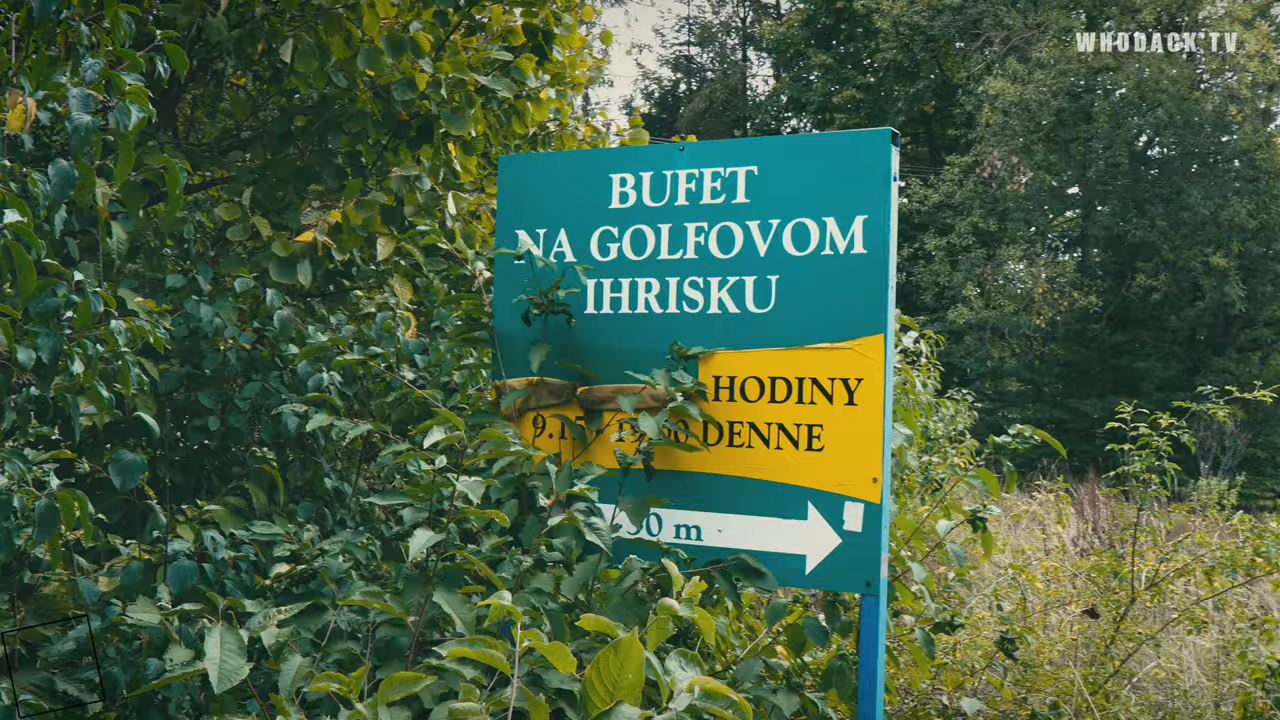 WHODACK'TV
BUFET
NA GOLFOVOM
IHRISKU
HODINY
DENNE
m